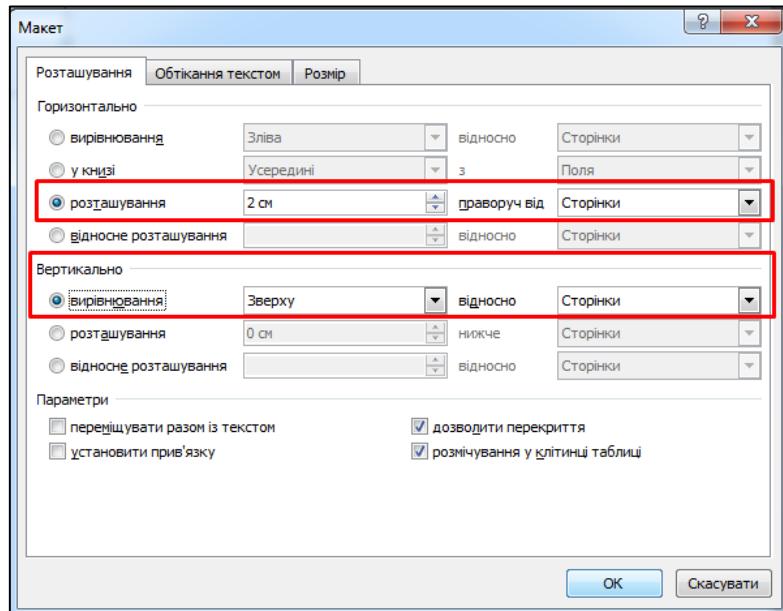 Макет
Розташування Обтікання текстом Розмір
Горизонтально
вирівнювання Зліва відносно Сторінки
у книзі Усередині з Поля
розташування 2 см праворуч від Сторінки
відносне розташування відносно Сторінки
Вертикально
вирівнювання Зверху відносно Сторінки
розташування 0 см нижче Сторінки
відносне розташування відносно Сторінки
Параметри
переміщувати разом із текстом дозволити перекриття
установити прив'язку розмічування у клітинці таблиці
ОК Скасувати